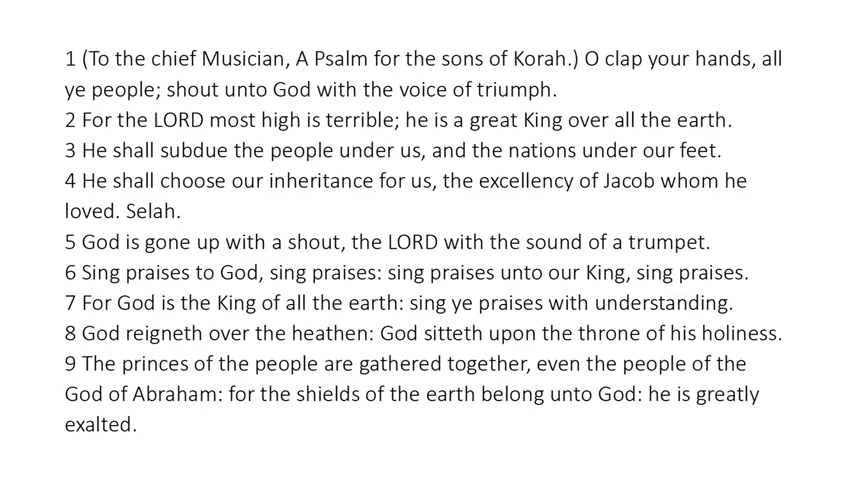 1 (To the chief Musician, A Psalm for the sons of Korah.) O clap your hands, all
ye people; shout unto God with the voice of triumph.
2 For the LORD most high is terrible; he is a great King over all the earth.
3 He shall subdue the people under us, and the nations under our feet.
4 He shall choose our inheritance for us, the excellency of Jacob whom he
loved. Selah.
5 God is gone up with a shout, the LORD with the sound of a trumpet.
6 Sing praises to God, sing praises: sing praises unto our King, sing praises.
7 For God is the King of all the earth: sing ye praises with understanding.
8 God reigneth over the heathen: God sitteth upon the throne of his holiness.
9 The princes of the people are gathered together, even the people of the
God of Abraham: for the shields of the earth belong unto God: he is greatly
exalted.